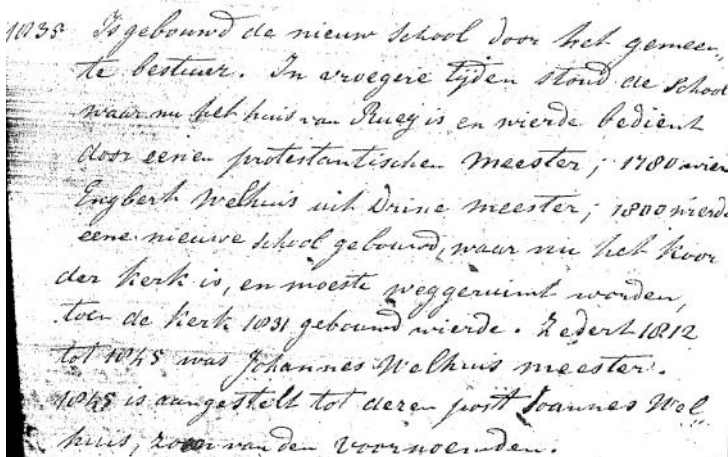 1835 Is gebouwd de nieuw school door het gemeen„
te bestuur. In vroegere tijden stond de School
waar nu het huis van Rueg is en wierde bedient
door eenen protestantischen meester; 1780 wier
Engbert Welhuis uit Drine meester; 1800 wierde
eene nieuwe school gebouwd, waar nu het koor
der kerk is, en moeste weggeruimt worden,
toen de kerk 1831 gebouwd wierde. Zedert 1812
tot 1845 was Johannes Welhuis meester.
1845 is aangestelt tot deren post Joannes Wel„
huis, zoon van den voornoemden.